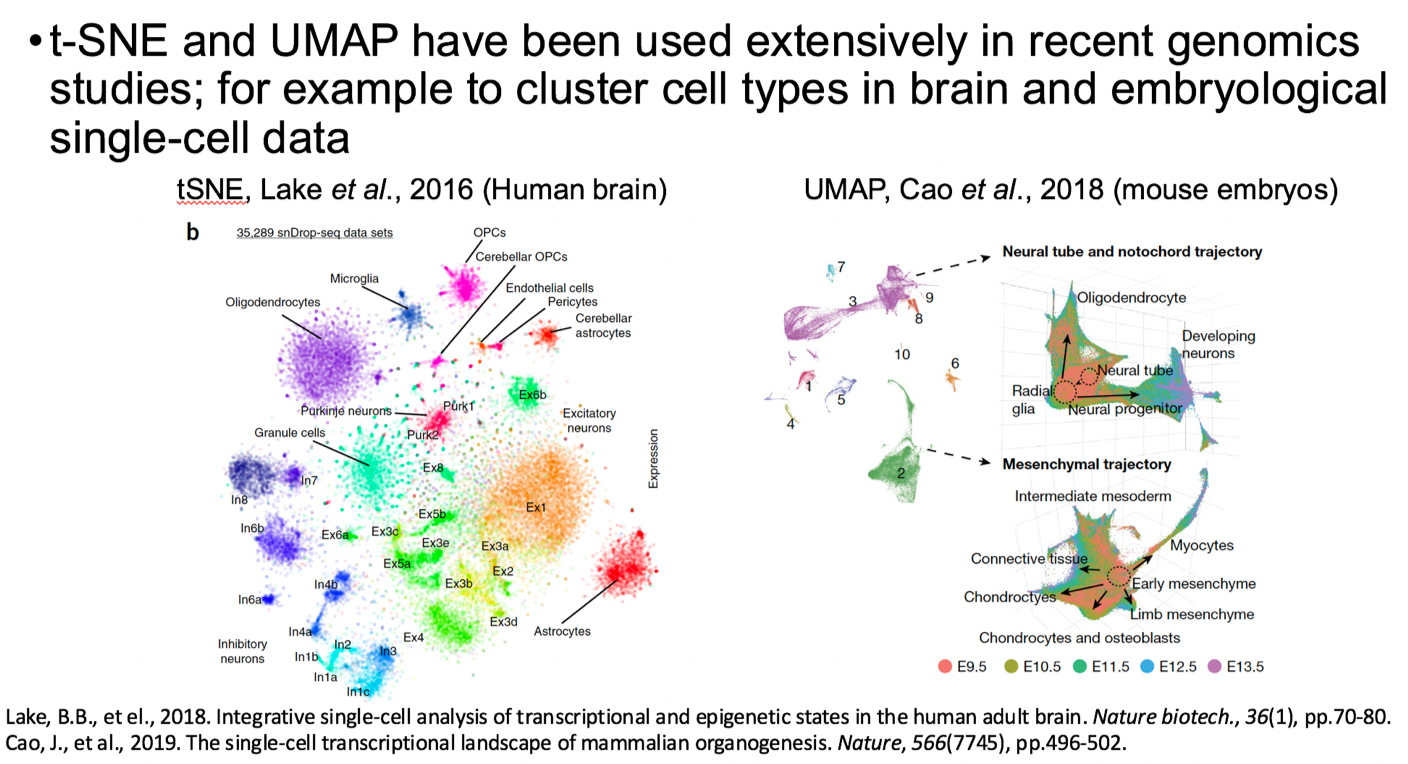 •t-SNE and UMAP have been used extensively in recent genomics
studies; for example to cluster cell types in brain and embryological
single-cell data
tSNE, Lake et al., 2016 (Human brain)
b
35,289 snDrop-seq data sets
OPCs
Cerebellar OPCs
Microglia
Endothelial cells
Pericytes
Oligodendrocytes
Cerebellar
astrocytes
Ex6b
Purkinje neurons
Purk1
Excitatory
neurons
Granule cells
Purk2
Ex8
In7
In8
Ex1
Ex5b
In6b
Ex6a
Ex3c
Ex3e
Ex3a
Ex5a
Ex2
In4b
Ex3b
In6a
Ex3d
In4a
Ex4
Astrocytes
Inhibitory
neurons
In2
In3
In1b
In1a
In1c
Expression
UMAP, Cao et al., 2018 (mouse embryos)
7
3
9
8
10
6
1
5
4
2
Neural tube and notochord trajectory
Oligodendrocyte
Developing
neurons
Neural tube
Radial
glia
Neural progenitor
Mesenchymal trajectory
Intermediate mesoderm
Myocytes
Connective tissue
Early mesenchyme
Chondroctyes
Limb mesenchyme
Chondrocytes and osteoblasts
E9.5 E10.5 E11.5 E12.5 E13.5
Lake, B.B., et el., 2018. Integrative single-cell analysis of transcriptional and epigenetic states in the human adult brain. Nature biotech., 36(1), pp.70-80.
Cao, J., et al., 2019. The single-cell transcriptional landscape of mammalian organogenesis. Nature, 566(7745), pp.496-502.